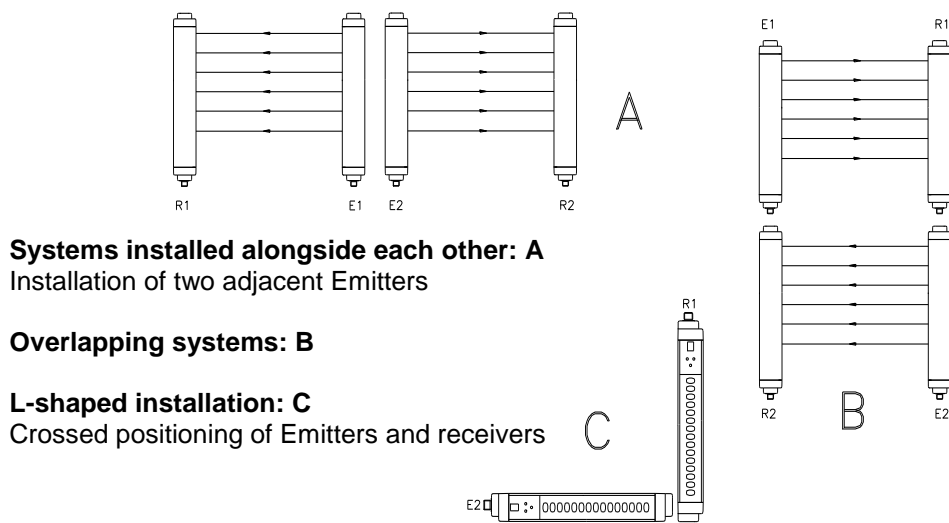 E1 R1
A
R1 E1 E2 R2
Systems installed alongside each other: A
Installation of two adjacent Emitters
Overlapping systems: B
R1
L-shaped installation: C
R2 B E2
Crossed positioning of Emitters and receivers C
E2